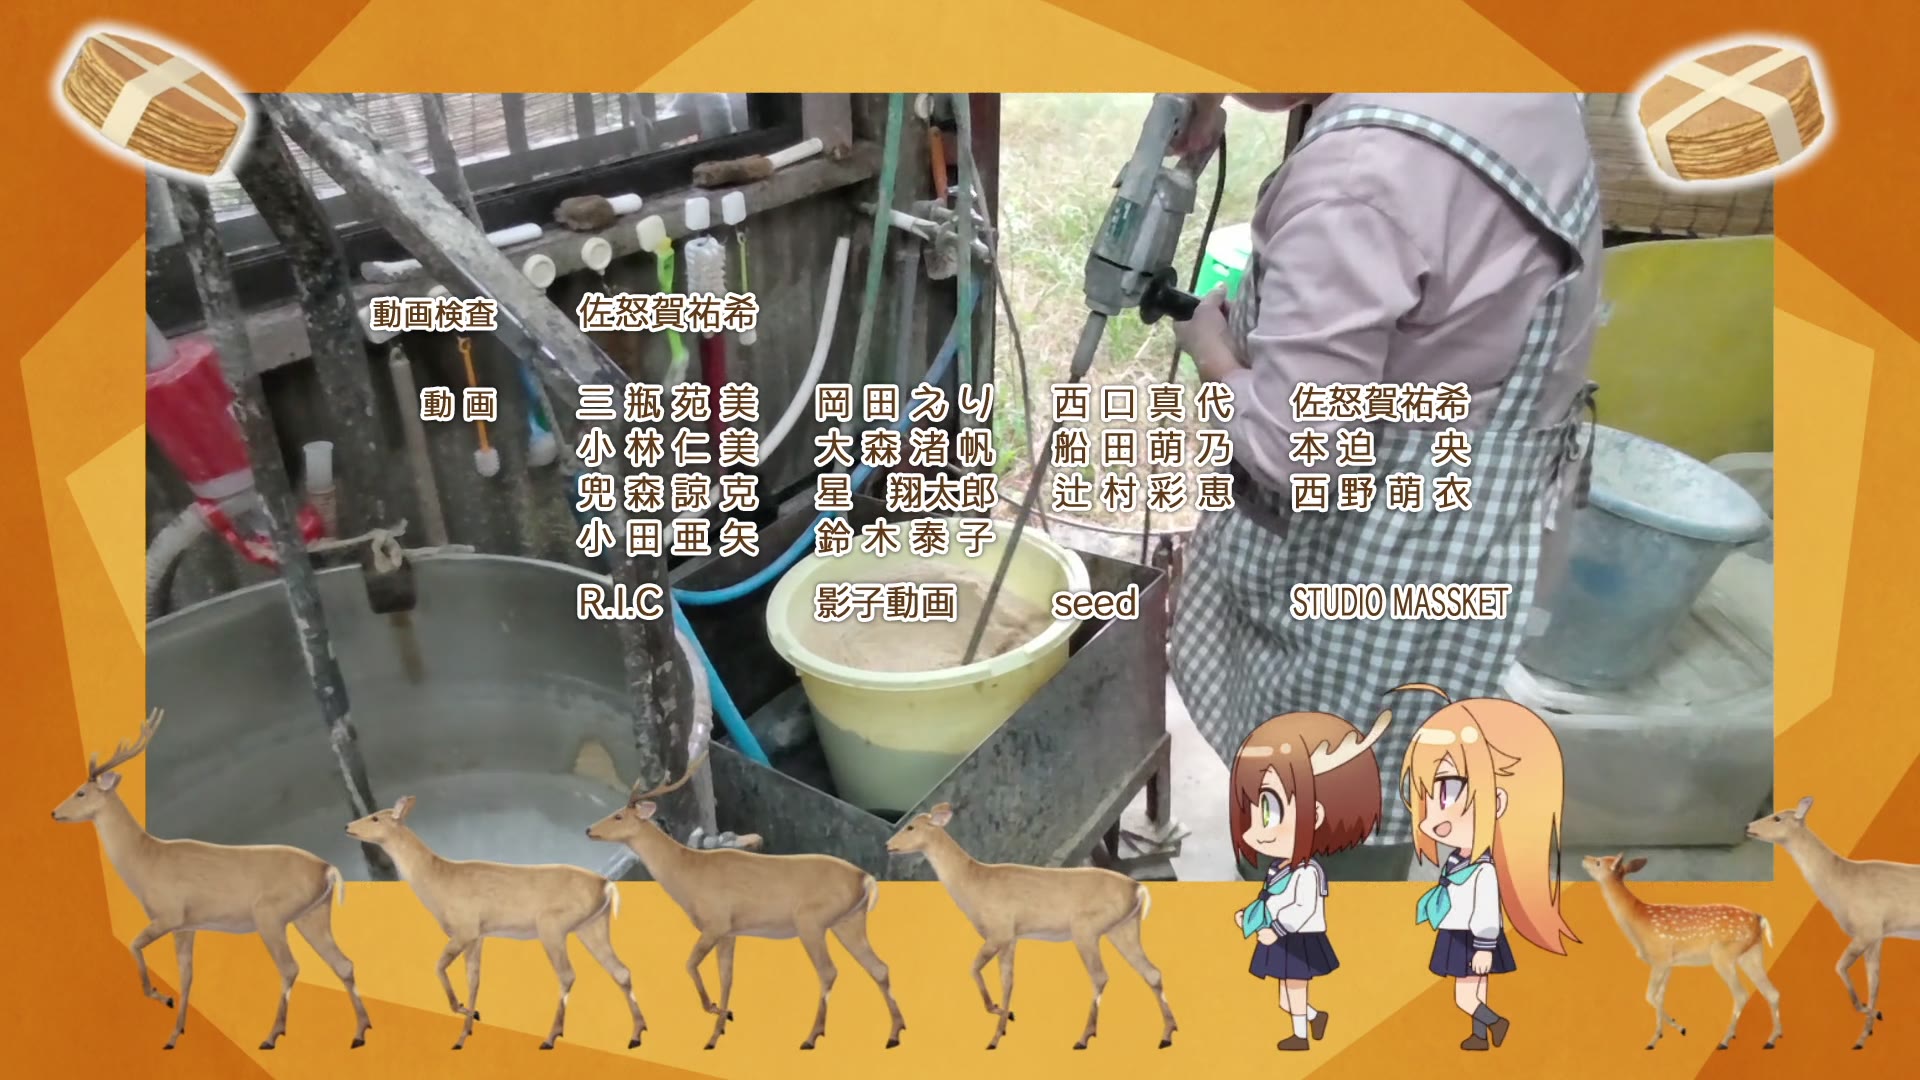 動画検査 佐怒賀祐希
動画 三瓶苑美 岡田えり 西口真代 佐怒賀祐希
小林仁美 大森渚帆 船田萌乃 本迫 央
兜森諒克 星 翔太郎 辻村彩恵 西野萌衣
小田亜矢 鈴木泰子
R.I.C 影子動画 seed STUDIO MASSKET